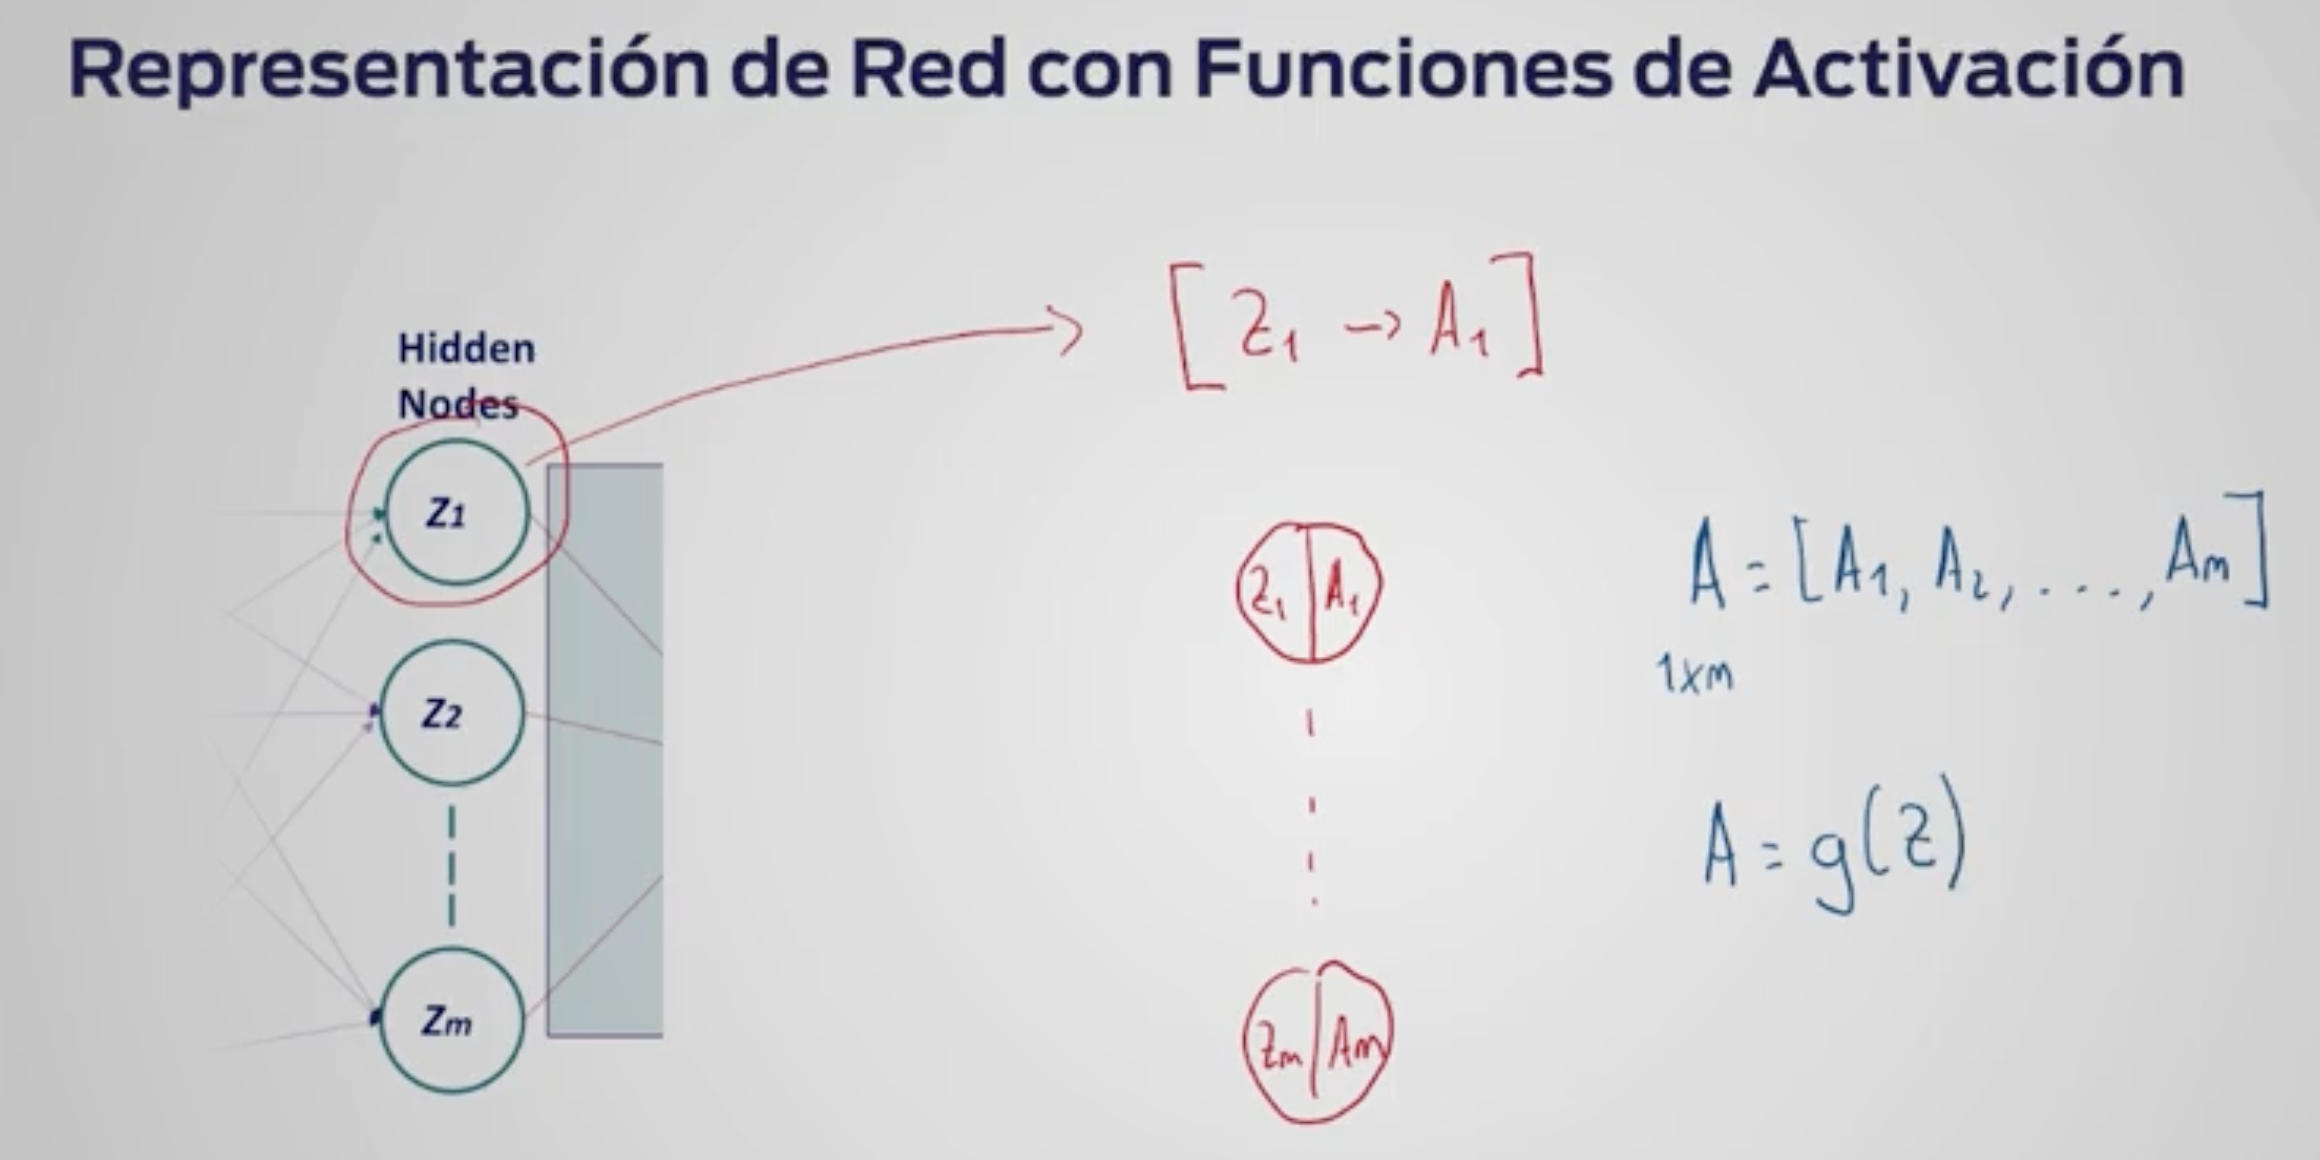 Representación de Red con Funciones de Activación
[Z1 → A1]
Hidden
Nodes
Z1
Z1 | A1
A = [A1, A2, ..., Am]
1xm
Z2
A = g(Z)
Zm
Zm | Am